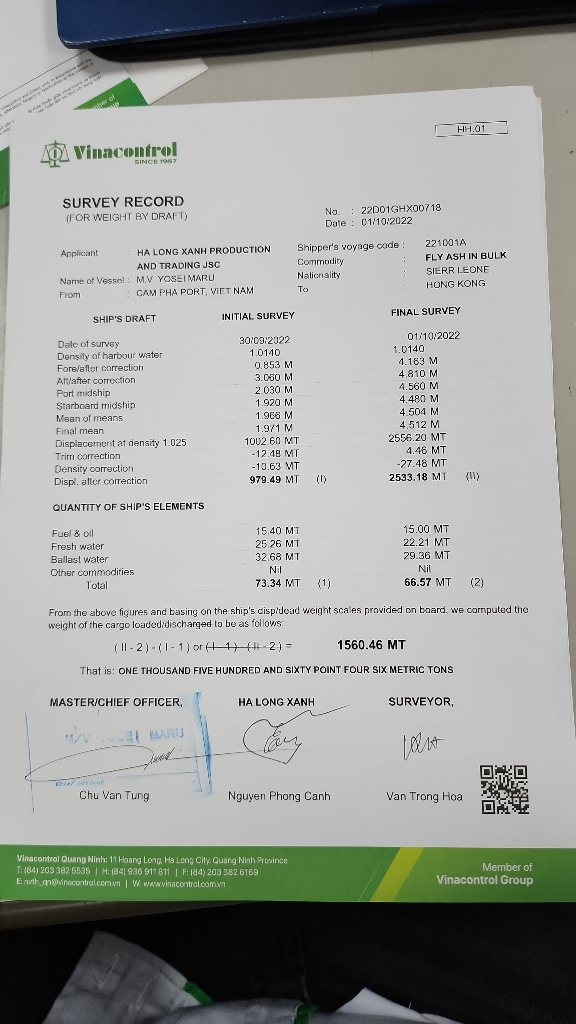 HH.01
Vinacontrol
SINCE 1957
SURVEY RECORD
(FOR WEIGHT BY DRAFT)
No. : 22D01GHX00718
Date : 01/10/2022
Applicant : HA LONG XANH PRODUCTION AND TRADING JSC
Name of Vessel : M.V YOSEI MARU
From : CAM PHA PORT, VIET NAM
Shipper's voyage code : 221001A
Commodity : FLY ASH IN BULK
Nationality : SIERR LEONE
To : HONG KONG
SHIP'S DRAFT INITIAL SURVEY FINAL SURVEY
Date of survey 30/09/2022 01/10/2022
Density of harbour water 1.0140 1.0140
Fore/after correction 0.853 M 4.163 M
Aft/after correction 3.060 M 4.810 M
Port midship 2.030 M 4.560 M
Starboard midship 1.920 M 4.480 M
Mean of means 1.966 M 4.504 M
Final mean 1.971 M 4.512 M
Displacement at density 1.025 1002.60 MT 2556.20 MT
Trim correction -12.48 MT 4.46 MT
Density correction -10.63 MT -27.48 MT
Displ. after correction 979.49 MT (I) 2533.18 MT (II)
QUANTITY OF SHIP'S ELEMENTS
Fuel & oil 15.40 MT 15.00 MT
Fresh water 25.26 MT 22.21 MT
Ballast water 32.68 MT 29.36 MT
Other commodities Nil Nil
Total 73.34 MT (1) 66.57 MT (2)
From the above figures and basing on the ship's disp/dead weight scales provided on board, we computed the
weight of the cargo loaded/discharged to be as follows:
( II - 2 ) - ( I - 1 ) or ( I - 1 ) - ( II - 2 ) = 1560.46 MT
That is: ONE THOUSAND FIVE HUNDRED AND SIXTY POINT FOUR SIX METRIC TONS
MASTER/CHIEF OFFICER, HA LONG XANH SURVEYOR,
MARU
Chu Van Tung Nguyen Phong Canh Van Trong Hoa
Vinacontrol Quang Ninh: 11 Hoang Long, Ha Long City, Quang Ninh Province
T: (84) 203 382 5535 | H: (84) 936 911 811 | F: (84) 203 382 6169
E: nvth_qn@vinacontrol.com.vn | W: www.vinacontrol.com.vn
Member of
Vinacontrol Group